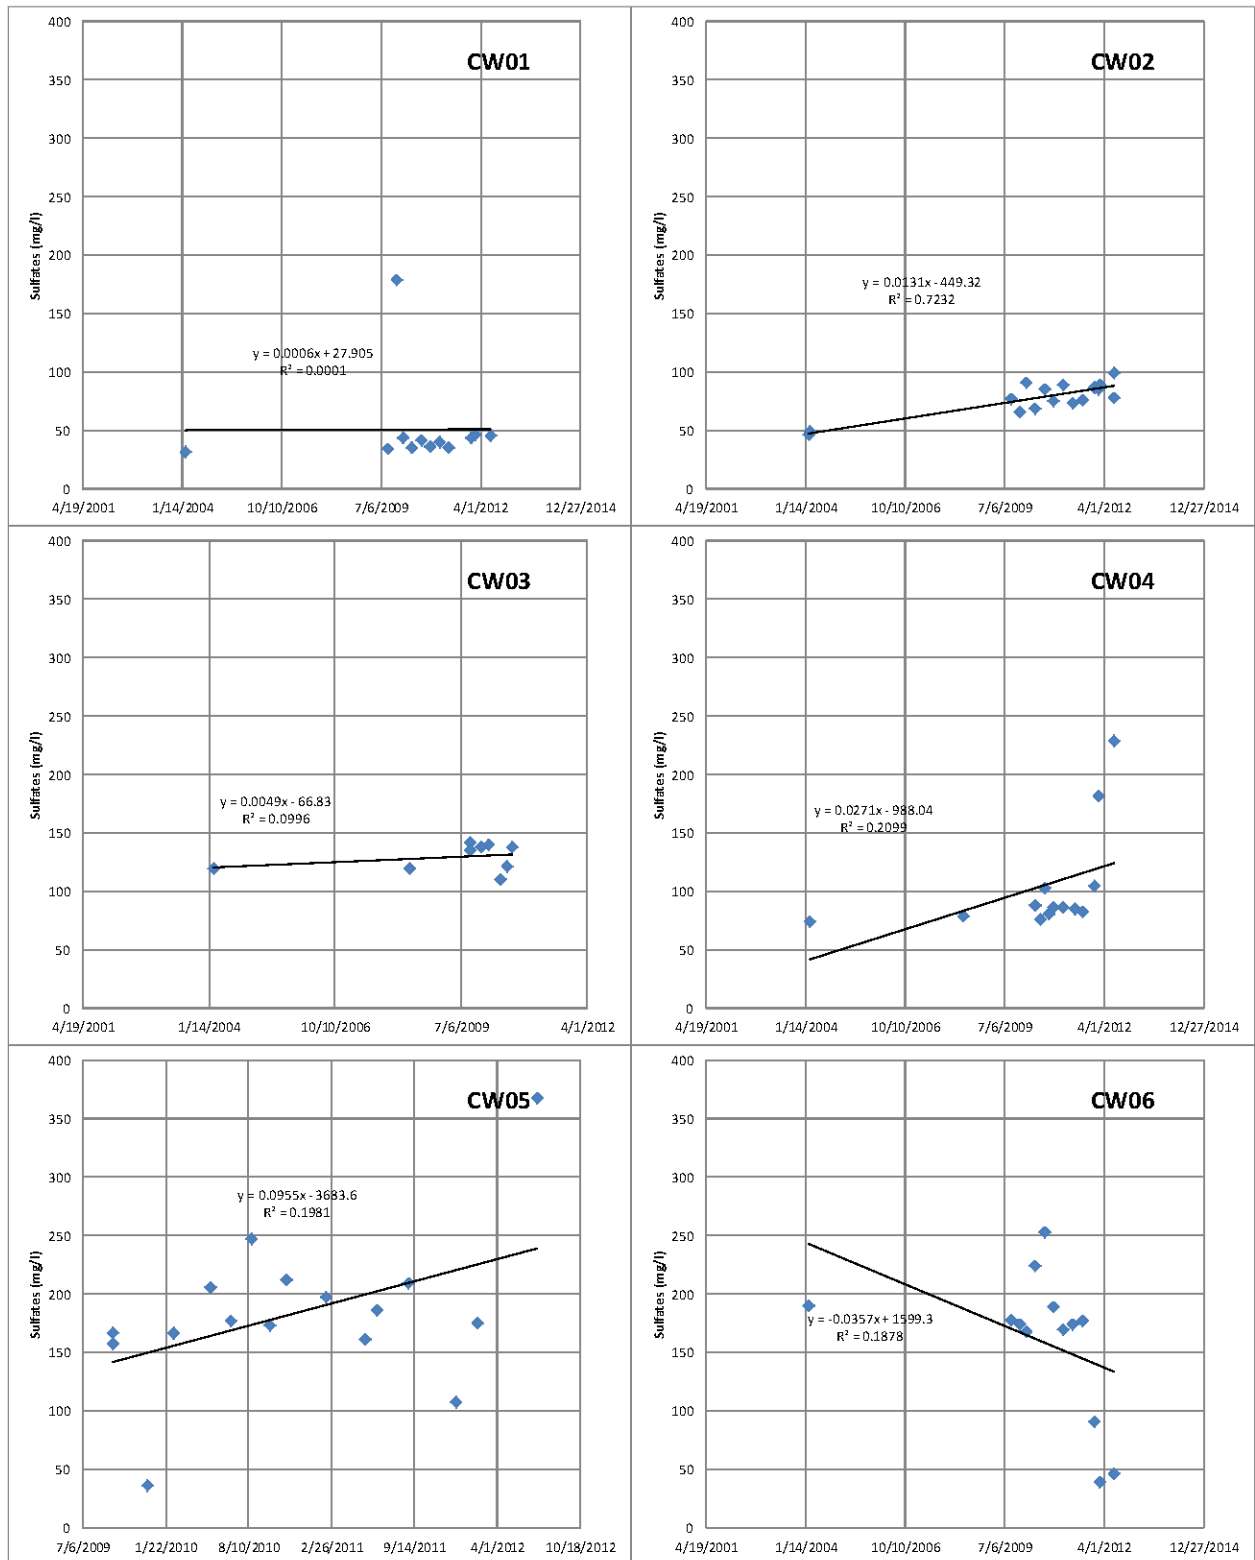 CW01
400
350
300
250
200
150
100
50
0
Sulfates (mg/l)
y = 0.0006x + 27.905
R² = 0.0001
4/19/2001 1/14/2004 10/10/2006 7/6/2009 4/1/2012 12/27/2014
CW02
400
350
300
250
200
150
100
50
0
Sulfates (mg/l)
y = 0.0131x - 449.32
R² = 0.7232
4/19/2001 1/14/2004 10/10/2006 7/6/2009 4/1/2012 12/27/2014
CW03
400
350
300
250
200
150
100
50
0
Sulfates (mg/l)
y = 0.0049x - 66.83
R² = 0.0996
4/19/2001 1/14/2004 10/10/2006 7/6/2009 4/1/2012
CW04
400
350
300
250
200
150
100
50
0
Sulfates (mg/l)
y = 0.0271x - 988.04
R² = 0.2099
4/19/2001 1/14/2004 10/10/2006 7/6/2009 4/1/2012 12/27/2014
CW05
400
350
300
250
200
150
100
50
0
Sulfates (mg/l)
y = 0.0955x - 3683.6
R² = 0.1981
7/6/2009 1/22/2010 8/10/2010 2/26/2011 9/14/2011 4/1/2012 10/18/2012
CW06
400
350
300
250
200
150
100
50
0
Sulfates (mg/l)
y = -0.0357x + 1599.3
R² = 0.1878
4/19/2001 1/14/2004 10/10/2006 7/6/2009 4/1/2012 12/27/2014